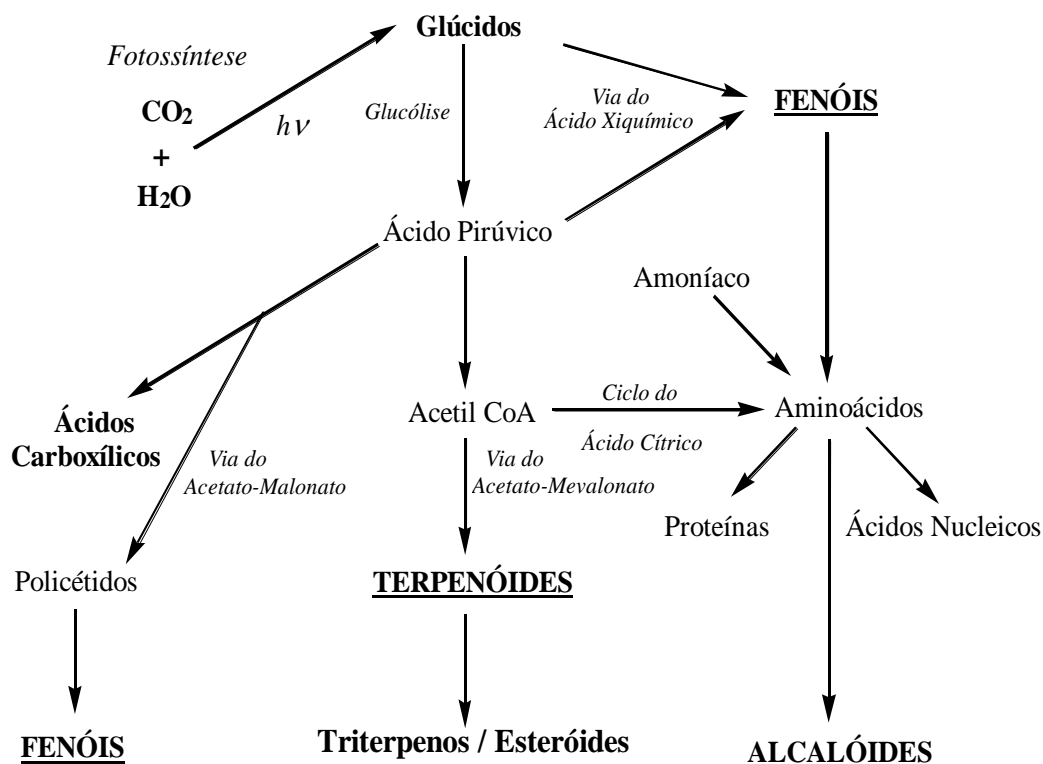 Glúcidos
Fotossíntese
CO2
+
H2O
hν
Glucólise
Via do
Ácido Xiquímico
FENÓIS
Ácido Pirúvico
Amoníaco
Ácidos
Carboxílicos
Acetil CoA
Ciclo do
Ácido Cítrico
Aminoácidos
Via do
Acetato-Malonato
Via do
Acetato-Mevalonato
Proteínas
Ácidos Nucleicos
Policétidos
TERPENÓIDES
FENÓIS
Triterpenos / Esteróides
ALCALÓIDES